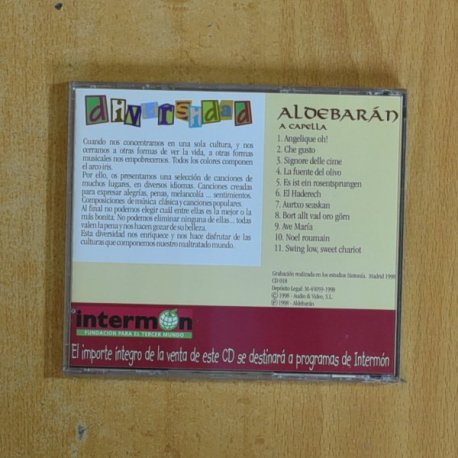 diversidad
Cuando nos concentramos en una sola cultura, y nos
cerramos a otras formas de ver la vida, a otras formas
musicales nos empobrecemos. Todos los colores componen
el arco iris.
Por ello, os presentamos una selección de canciones de
muchos lugares, en diversos idiomas. Canciones creadas
para expresar alegrías, penas, melancolía ... sentimientos.
Composiciones de música clásica y canciones populares.
Al final no podemos elegir cuál entre ellas es la mejor o la
más bonita. No podemos eliminar ninguna de ellas... todas
valen la pena y nos hacen gozar de su belleza.
Esta diversidad nos enriquece y nos hace disfrutar de las
culturas que componemos nuestro maltratado mundo.
ALDEBARÁN
A CAPELLA
1. Angelique oh!
2. Che gusto
3. Signore delle cime
4. La fuente del olivo
5. Es ist ein rosentsprungen
6. El Haderech
7. Aurtxo seaskan
8. Bort allt vad oro göm
9. Ave María
10. Noel roumain
11. Swing low, sweet chariot
Grabación realizada en los estudios Sintonía. Madrid 1998
CD 018
Depósito Legal: M-45093-1998
© 1998 - Audio & Video, S.L.
℗ 1998 - Aldebarán
intermón
FUNDACIÓN PARA EL TERCER MUNDO
El importe íntegro de la venta de este CD se destinará a programas de Intermón